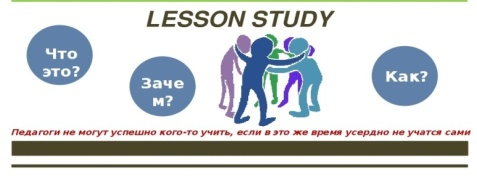 LESSON STUDY
Что
это?
Заче
м?
Как?
Педагоги не могут успешно кого-то учить, если в это же время усердно не учатся сами